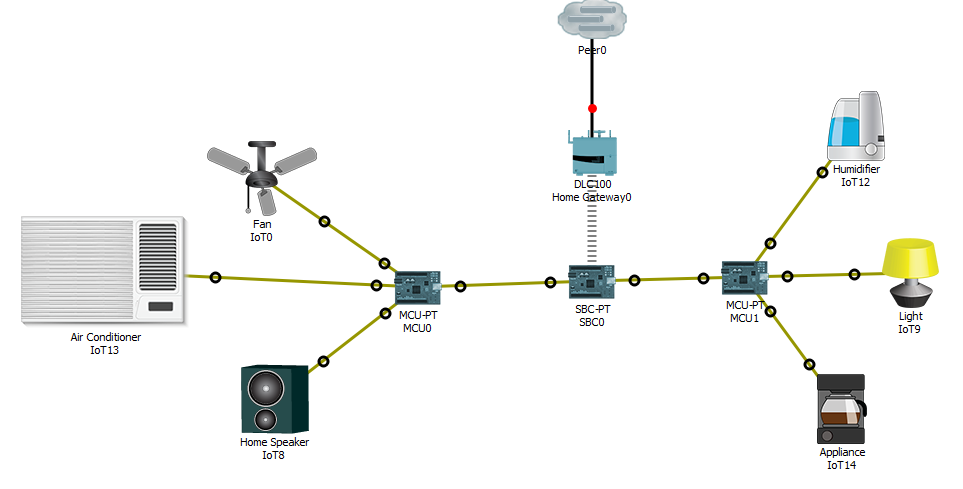 Peer0
DLC100
Home Gateway0
Humidifier
IoT12
Fan
IoT0
MCU-PT
MCU0
SBC-PT
SBC0
MCU-PT
MCU1
Light
IoT9
Air Conditioner
IoT13
Home Speaker
IoT8
Appliance
IoT14